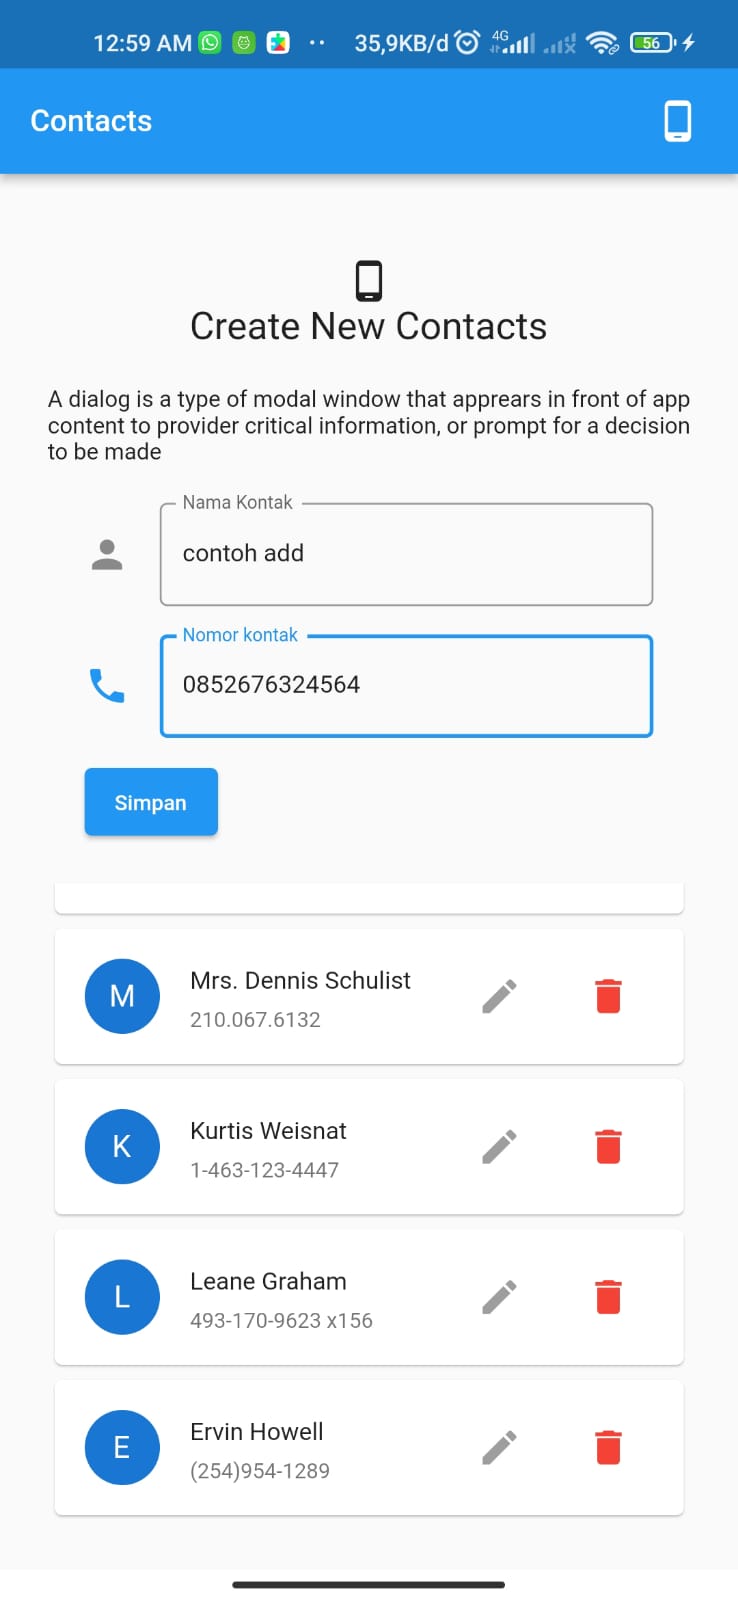 12:59 AM 35,9KB/d 4G 56
Contacts
Create New Contacts
A dialog is a type of modal window that apprears in front of app
content to provider critical information, or prompt for a decision
to be made
Nama Kontak
contoh add
Nomor kontak
0852676324564
Simpan
M
Mrs. Dennis Schulist
210.067.6132
K
Kurtis Weisnat
1-463-123-4447
L
Leane Graham
493-170-9623 x156
E
Ervin Howell
(254)954-1289